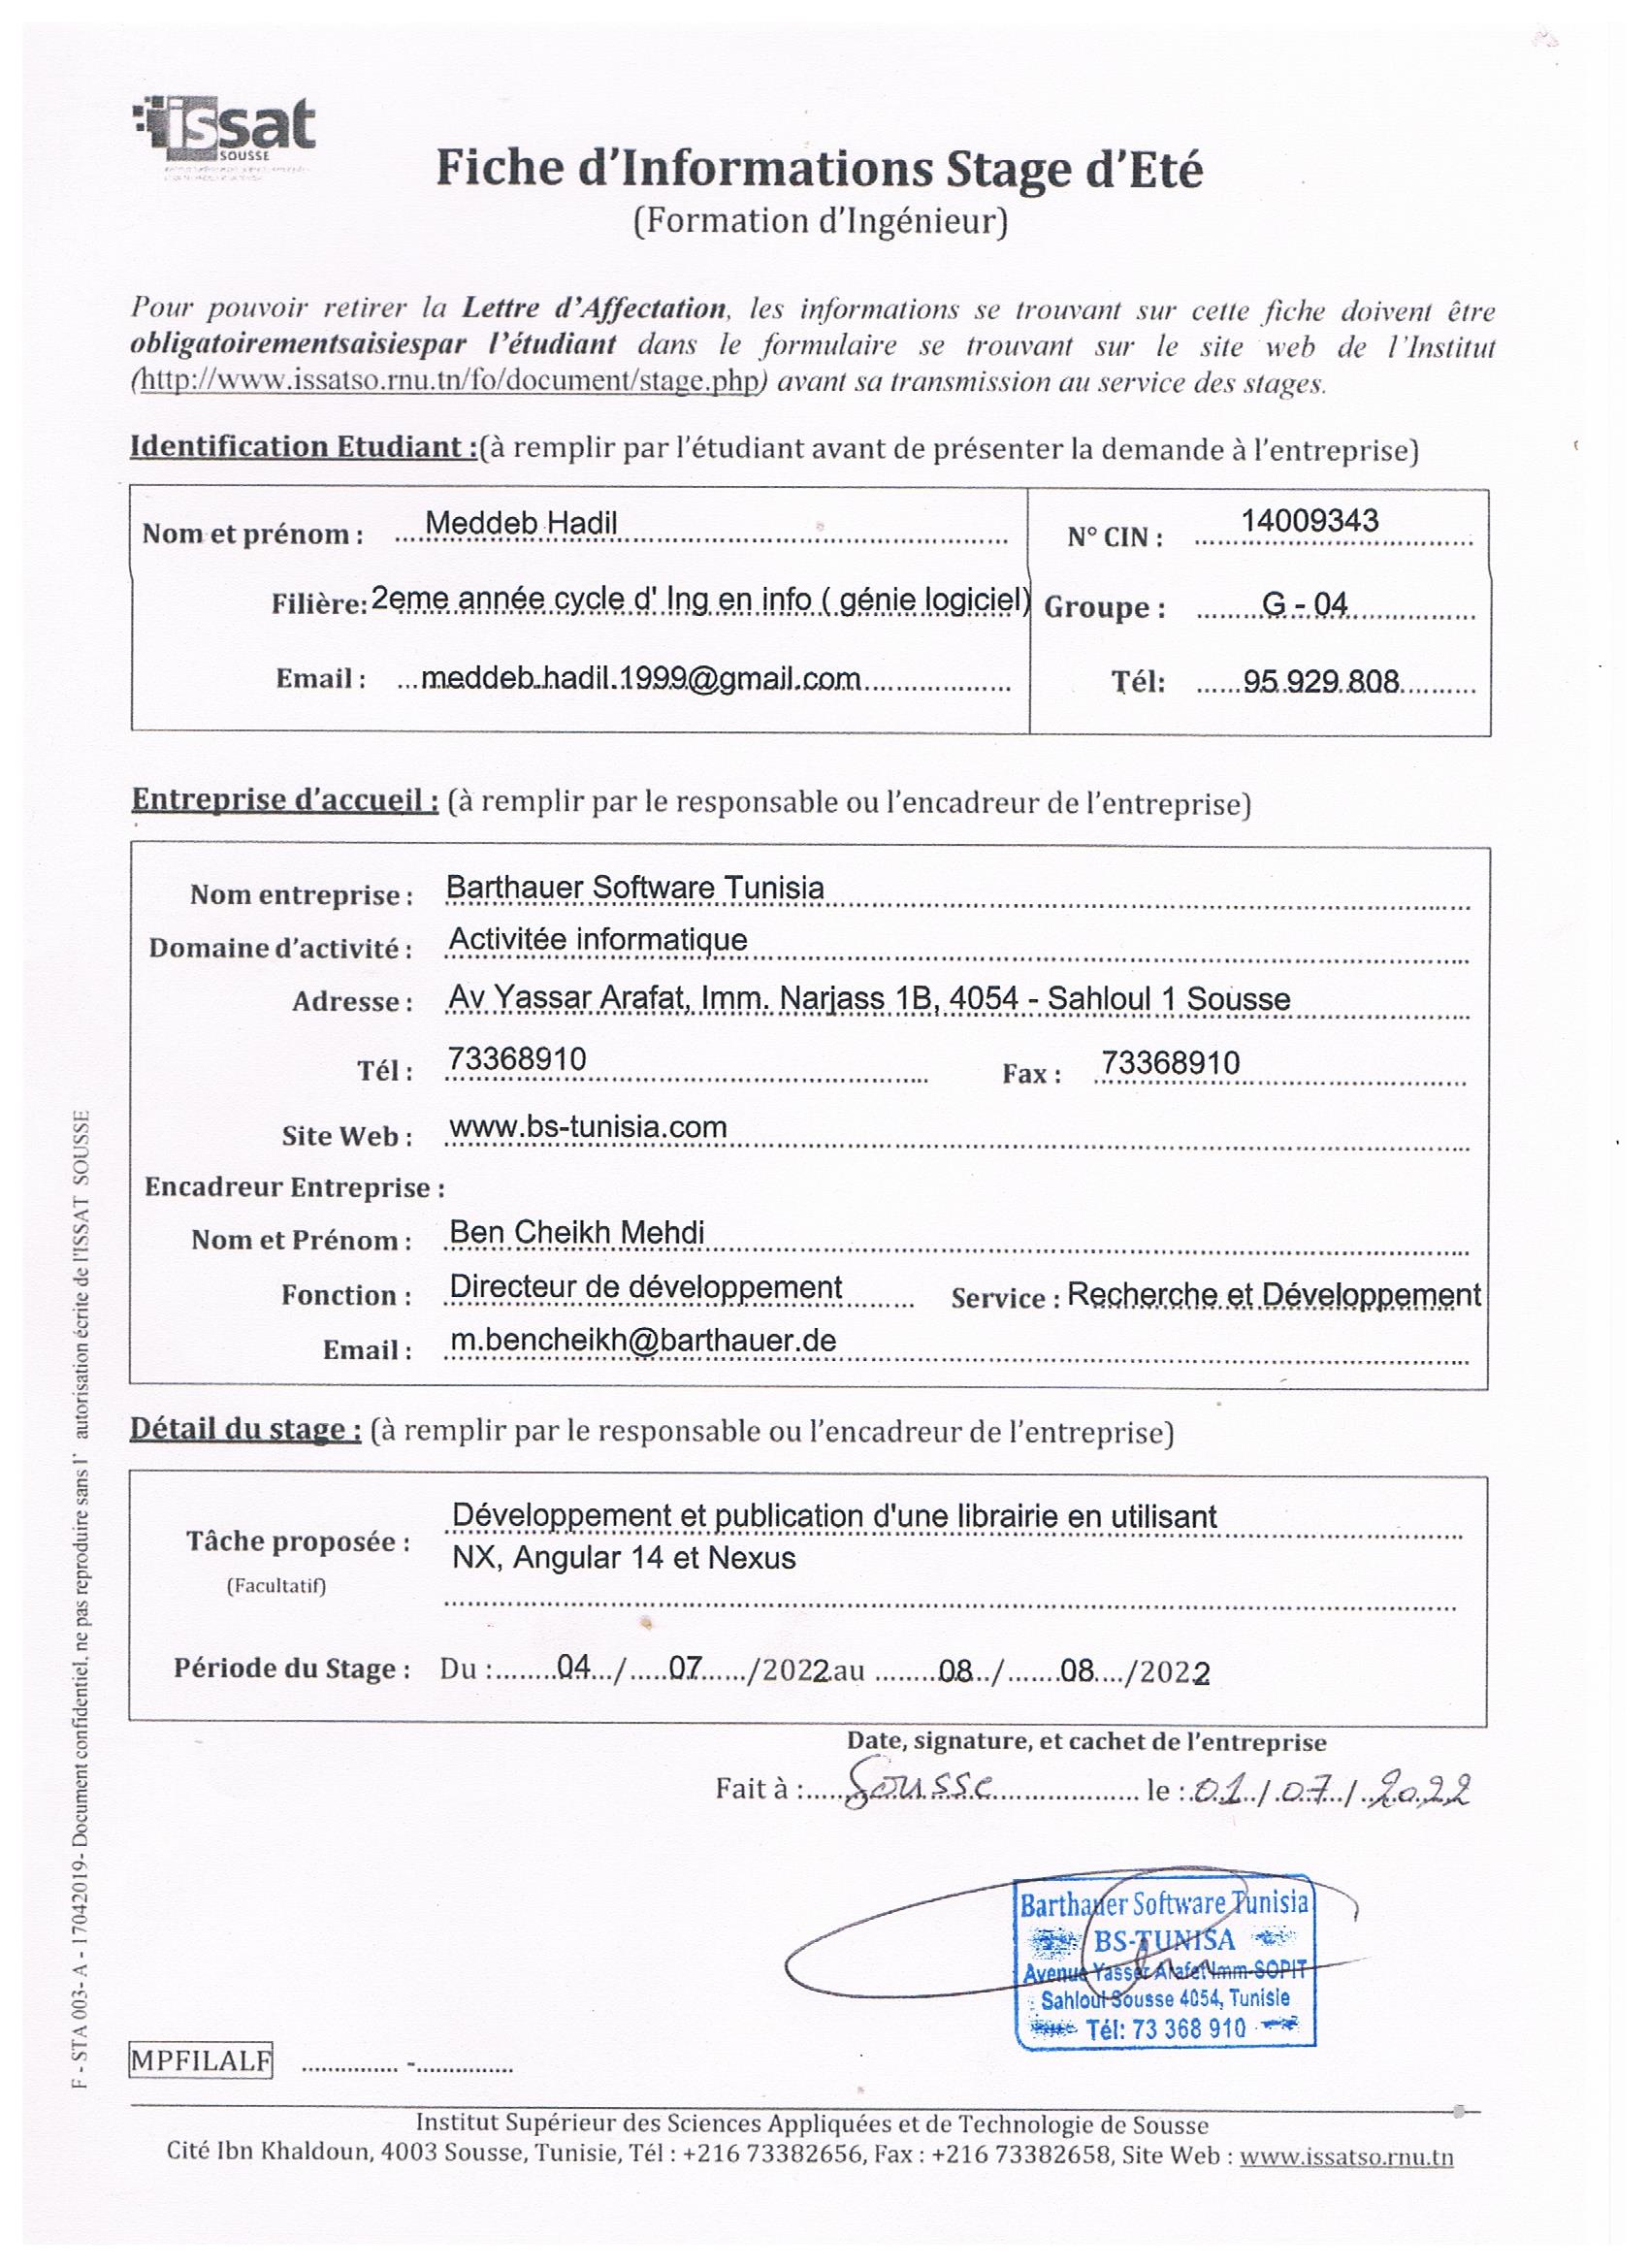 issat
SOUSSE
Fiche d'Informations Stage d'Eté
(Formation d'Ingénieur)
Pour pouvoir retirer la Lettre d'Affectation, les informations se trouvant sur cette fiche doivent être
obligatoirementsaisiespar l'étudiant dans le formulaire se trouvant sur le site web de l'Institut
(http://www.issatso.rnu.tn/fo/document/stage.php) avant sa transmission au service des stages.
Identification Etudiant :(à remplir par l'étudiant avant de présenter la demande à l'entreprise)
Nom et prénom : Meddeb Hadil N° CIN : 14009343
Filière: 2eme année cycle d' Ing en info ( génie logiciel) Groupe : G - 04
Email : meddeb.hadil.1999@gmail.com Tél: 95.929.808
Entreprise d'accueil : (à remplir par le responsable ou l'encadreur de l'entreprise)
Nom entreprise : Barthauer Software Tunisia
Domaine d'activité : Activitée informatique
Adresse : Av Yassar Arafat, Imm. Narjass 1B, 4054 - Sahloul 1 Sousse
Tél : 73368910 Fax : 73368910
Site Web : www.bs-tunisia.com
Encadreur Entreprise :
Nom et Prénom : Ben Cheikh Mehdi
Fonction : Directeur de développement Service : Recherche et Développement
Email : m.bencheikh@barthauer.de
Détail du stage : (à remplir par le responsable ou l'encadreur de l'entreprise)
Tâche proposée : Développement et publication d'une librairie en utilisant
NX, Angular 14 et Nexus
(Facultatif)
Période du Stage : Du :........04.../.....07....../2022.au ........08../.......08..../2022
Date, signature, et cachet de l'entreprise
Fait à : Sousse le : 01/07/2022
Barthauer Software Tunisia
BS-TUNISA
Avenue Yasser Arafet Imm-SOPIT
Sahloul Sousse 4054, Tunisie
Tél: 73 368 910
MPFILALF .............. -..............
Institut Supérieur des Sciences Appliquées et de Technologie de Sousse
Cité Ibn Khaldoun, 4003 Sousse, Tunisie, Tél : +216 73382656, Fax : +216 73382658, Site Web : www.issatso.rnu.tn
F - STA 003- A - 17042019- Document confidentiel, ne pas reproduire sans l' autorisation écrite de l'ISSAT SOUSSE